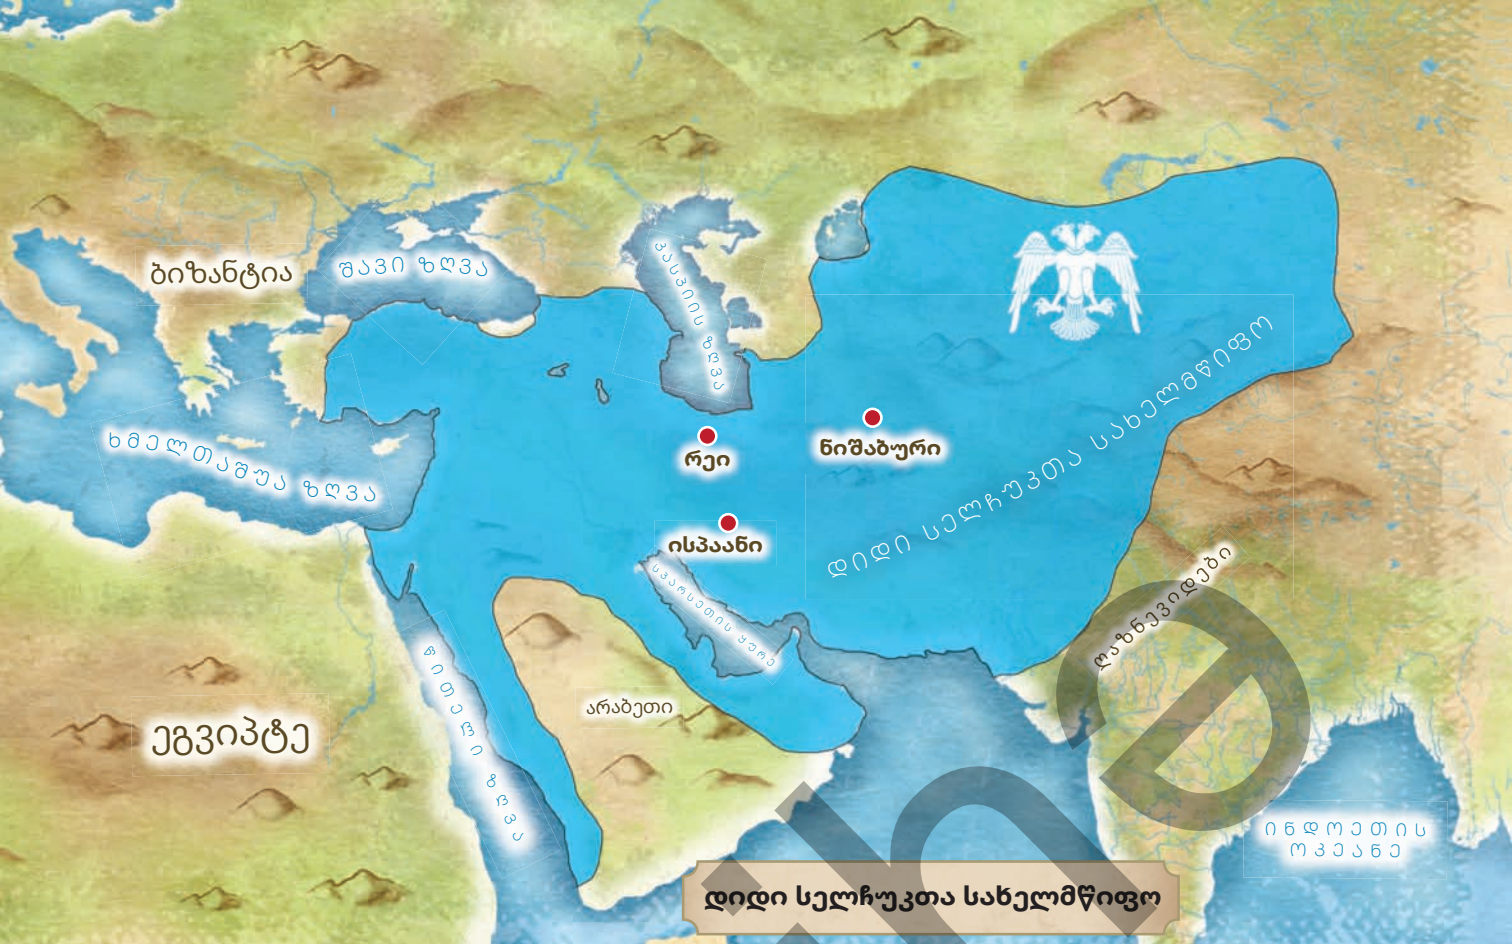 ბიზანტია
შავი ზღვა
კასპიის ზღვა
ხმელთაშუა ზღვა
რეი
ნიშაბური
ისპაანი
დიდი სელჩუკთა სახელმწიფო
სპარსეთის ყურე
ღაზნევიდები
წითელი ზღვა
არაბეთი
ეგვიპტე
ინდოეთის
ოკეანე
დიდი სელჩუკთა სახელმწიფო